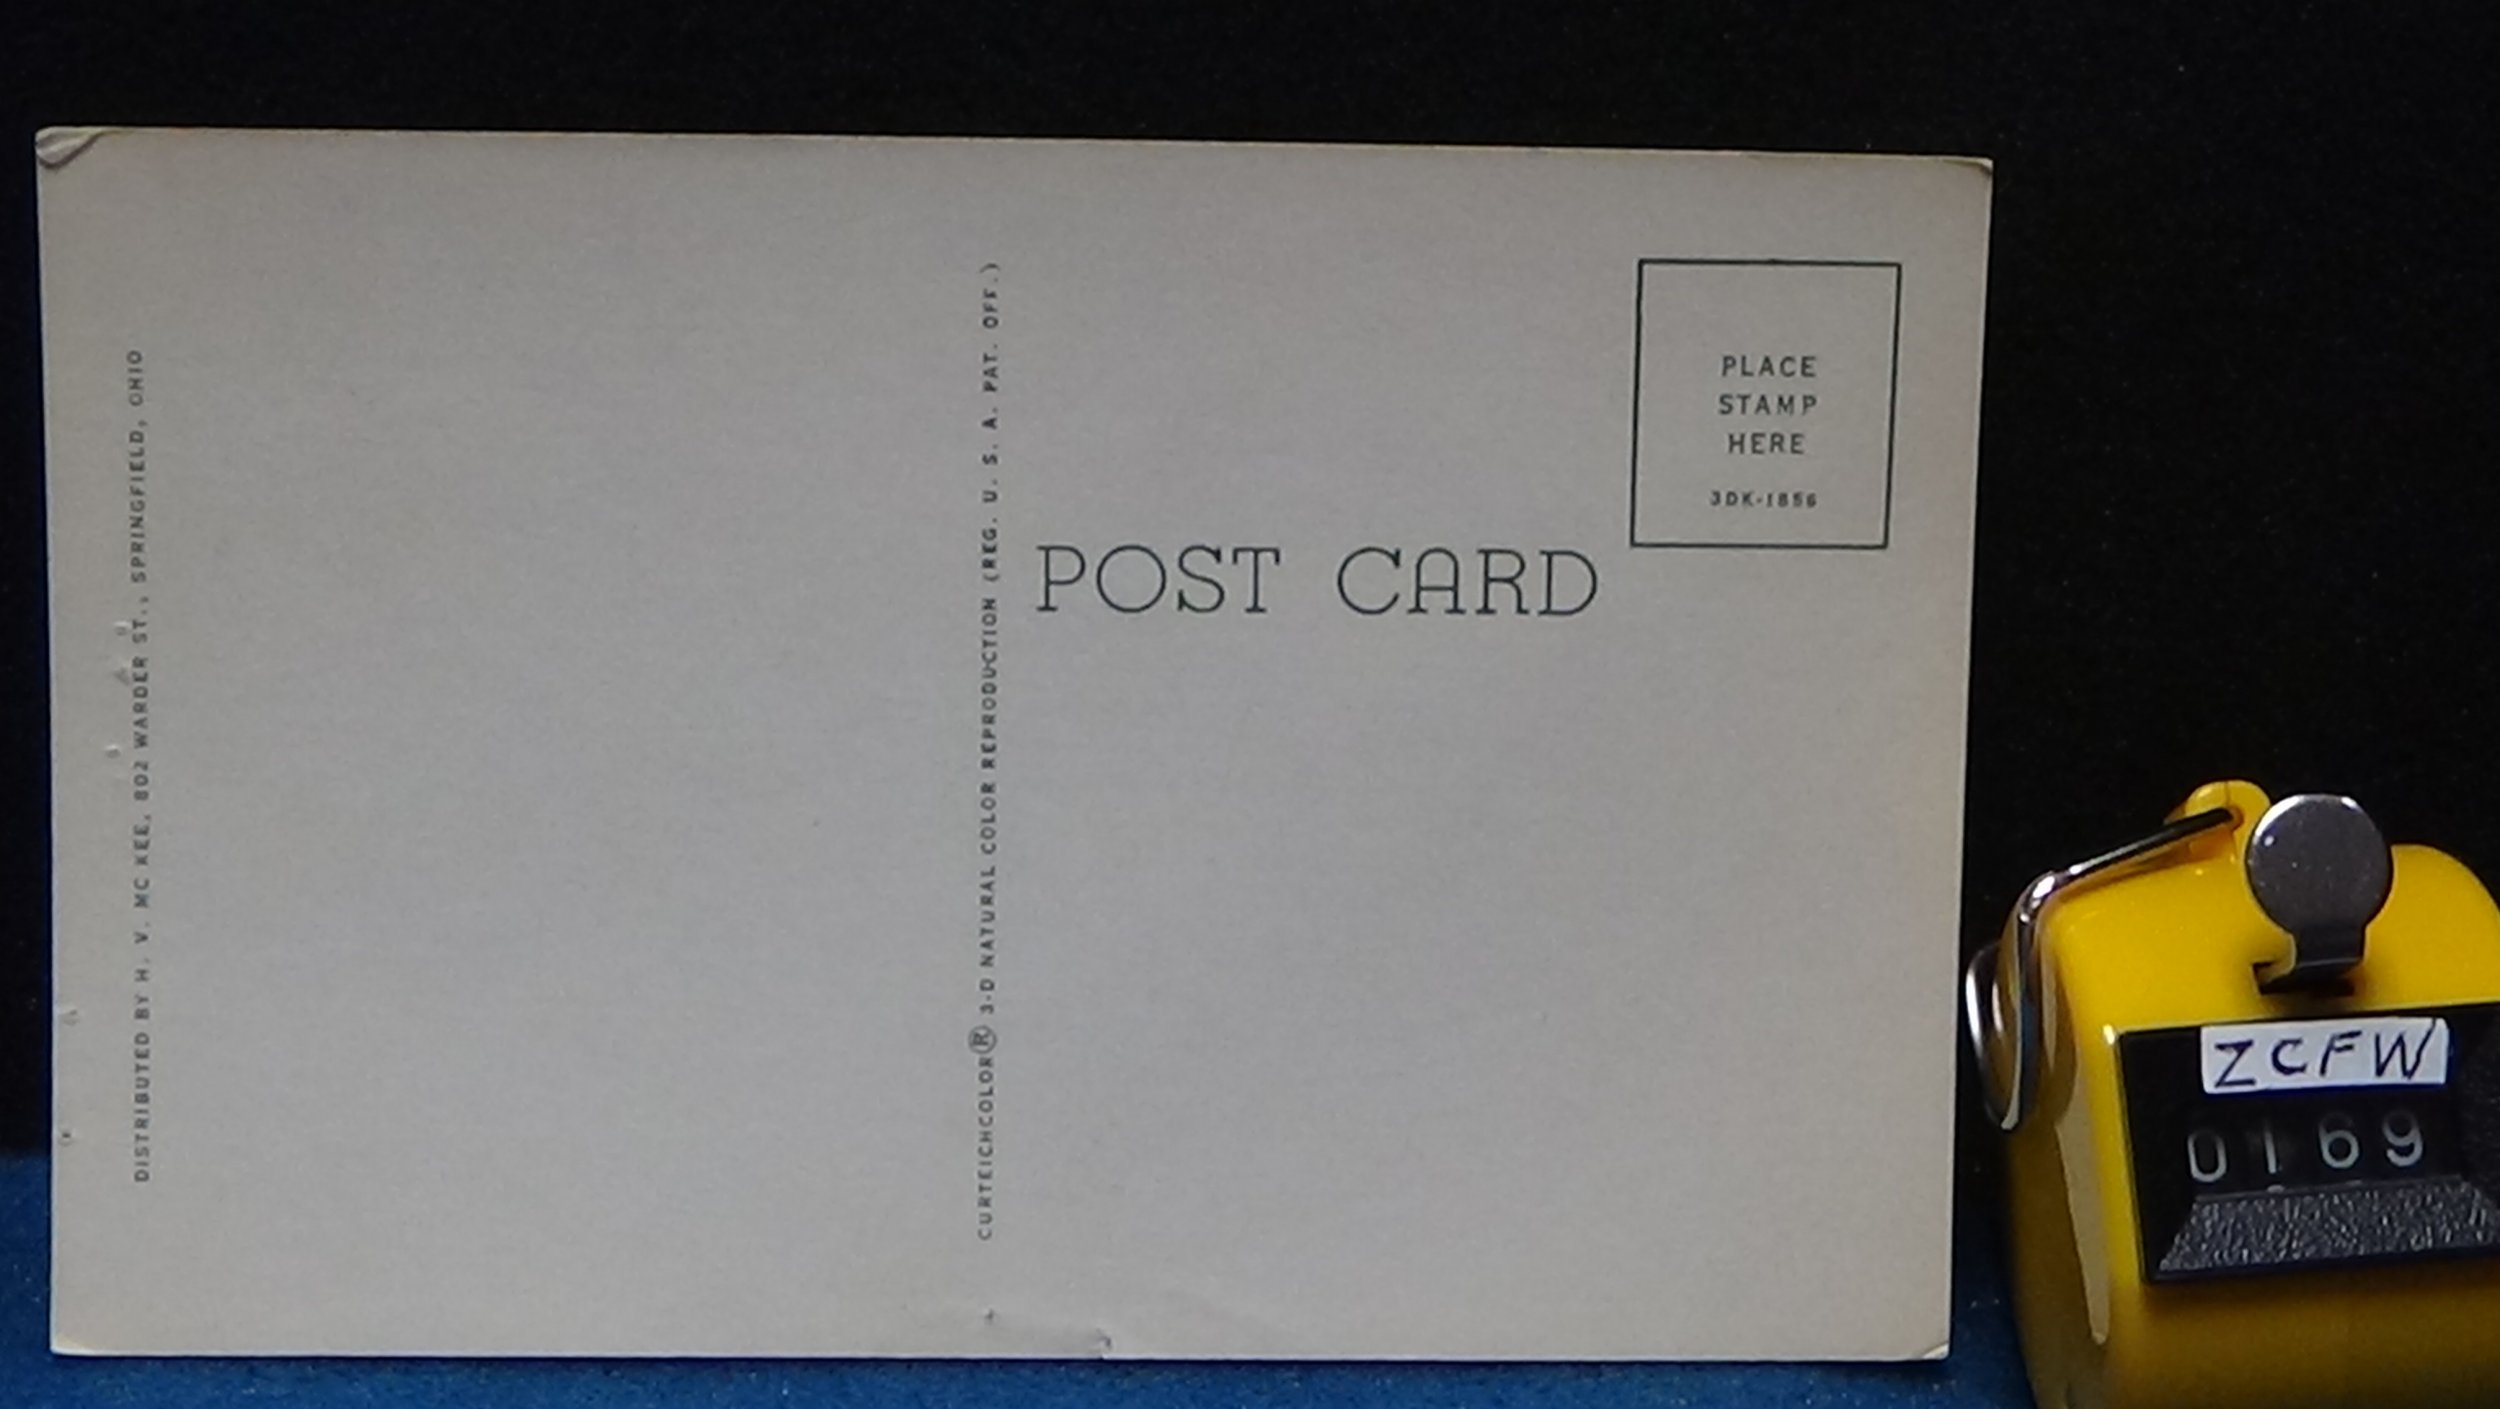 DISTRIBUTED BY H. V. MC KEE, 802 WARDER ST., SPRINGFIELD, OHIO
CURTEICHCOLOR® 3-D NATURAL COLOR REPRODUCTION (REG. U. S. A. PAT. OFF.)
POST CARD
PLACE
STAMP
HERE
3DK-1856
ZCFW
0169